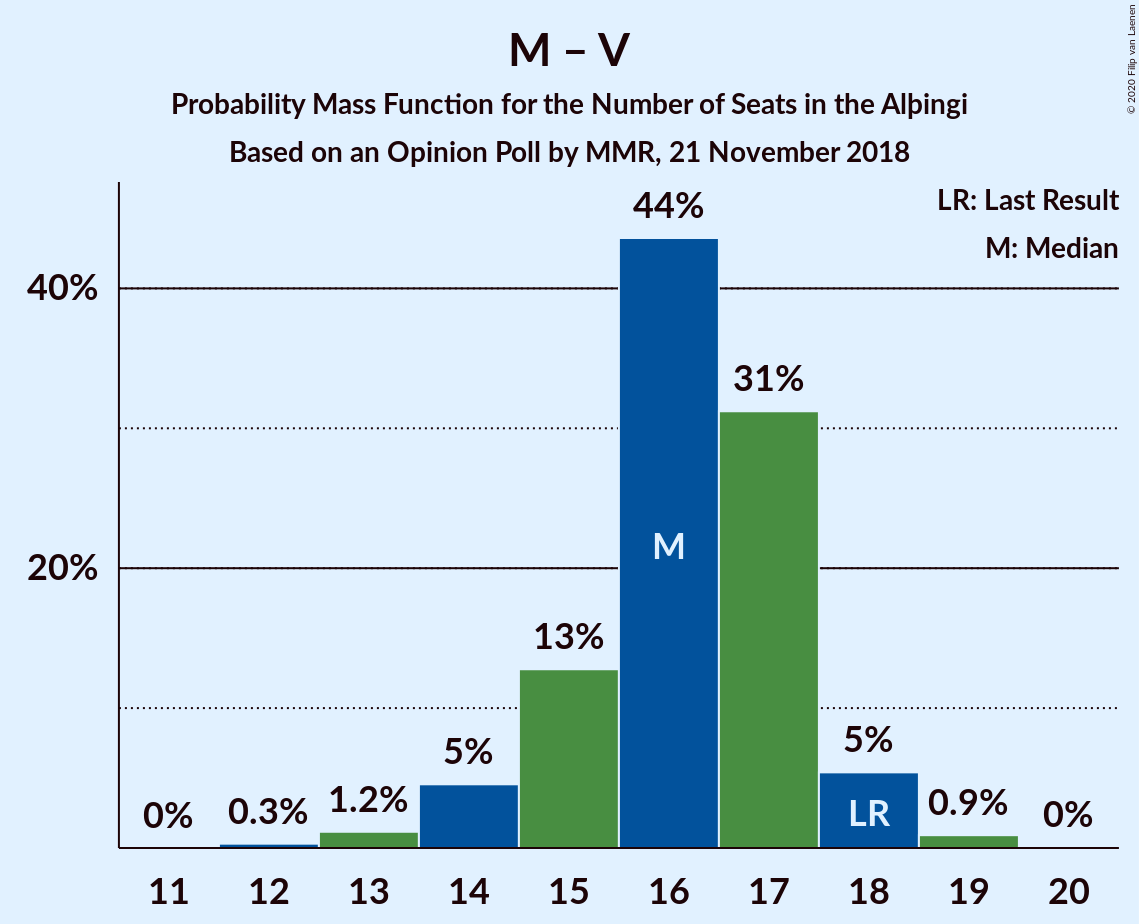 M – V
Probability Mass Function for the Number of Seats in the Alþingi
Based on an Opinion Poll by MMR, 21 November 2018
© 2020 Filip van Laenen
LR: Last Result
M: Median
44%
40%
31%
M
20%
13%
5%
5%
1.2%
0.3%
0%
LR
0.9%
0%
11 12 13 14 15 16 17 18 19 20